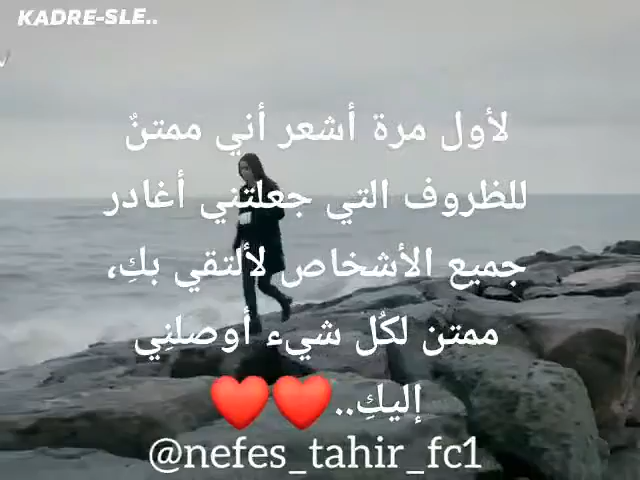 KADRE-SLE..
لأول مرة أشعر أني ممتنٌ
للظروف التي جعلتني أغادر
جميع الأشخاص لألتقي بكِ،
ممتن لكُل شيء أوصلنِي
إليكِ..❤️❤️
@nefes_tahir_fc1